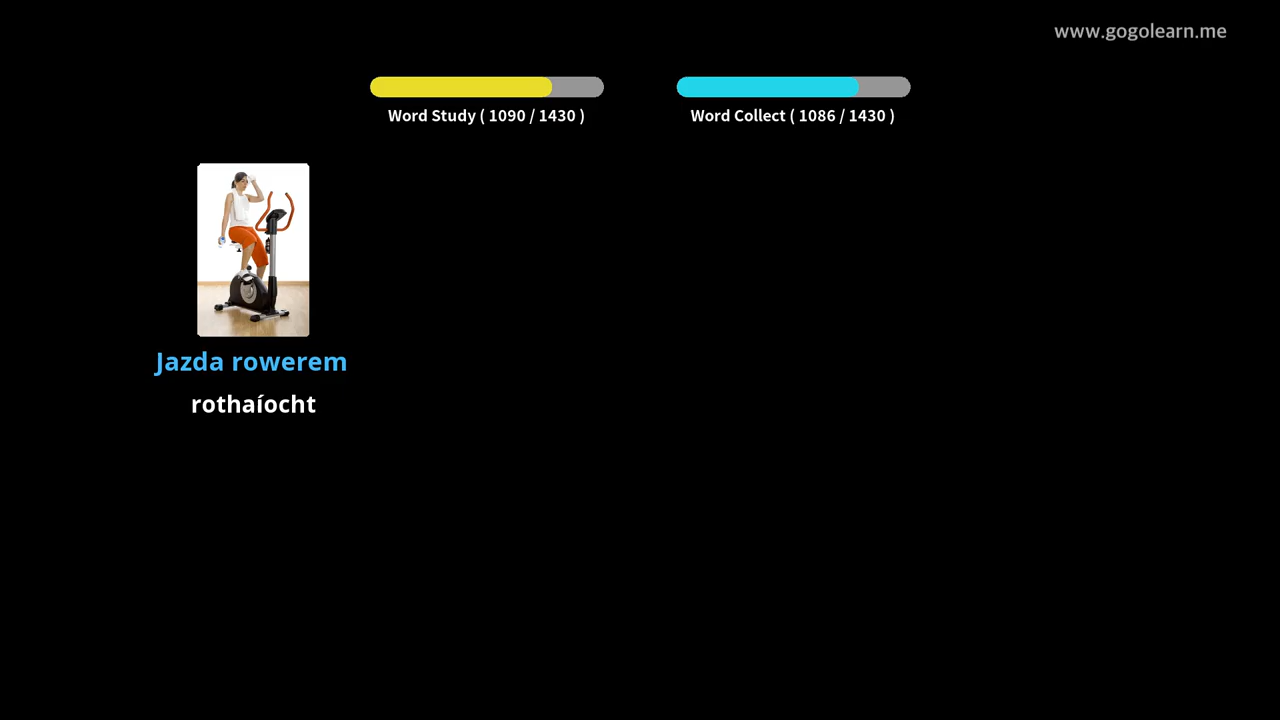 www.gogolearn.me
Word Study ( 1090 / 1430 )
Word Collect ( 1086 / 1430 )
Jazda rowerem
rothaíocht